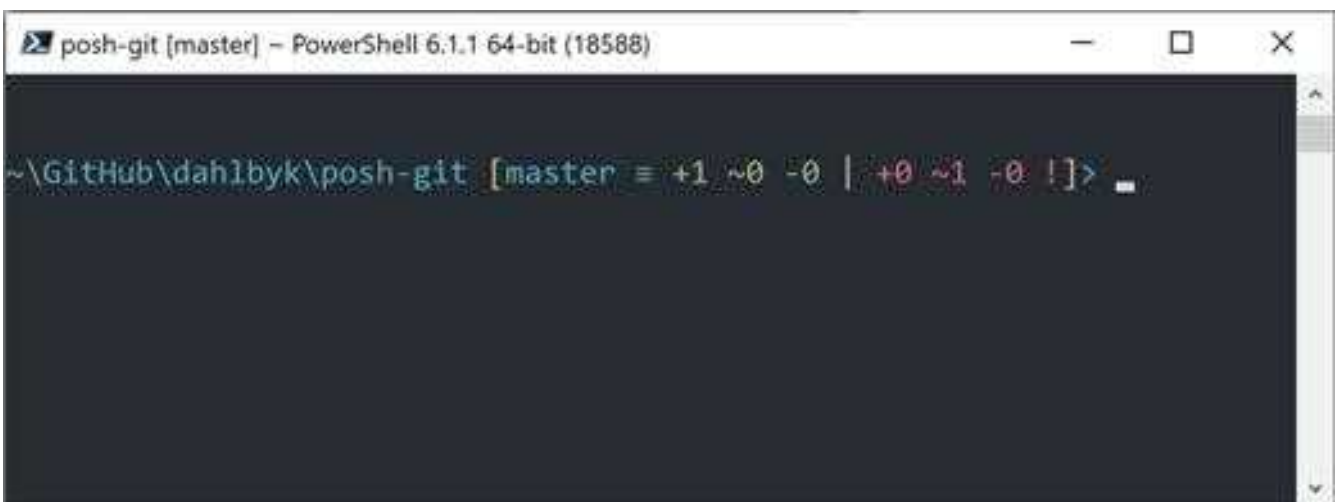 posh-git [master] ~ PowerShell 6.1.1 64-bit (18588)
~\GitHub\dahlbyk\posh-git [master ≡ +1 ~0 -0 | +0 ~1 -0 !]>